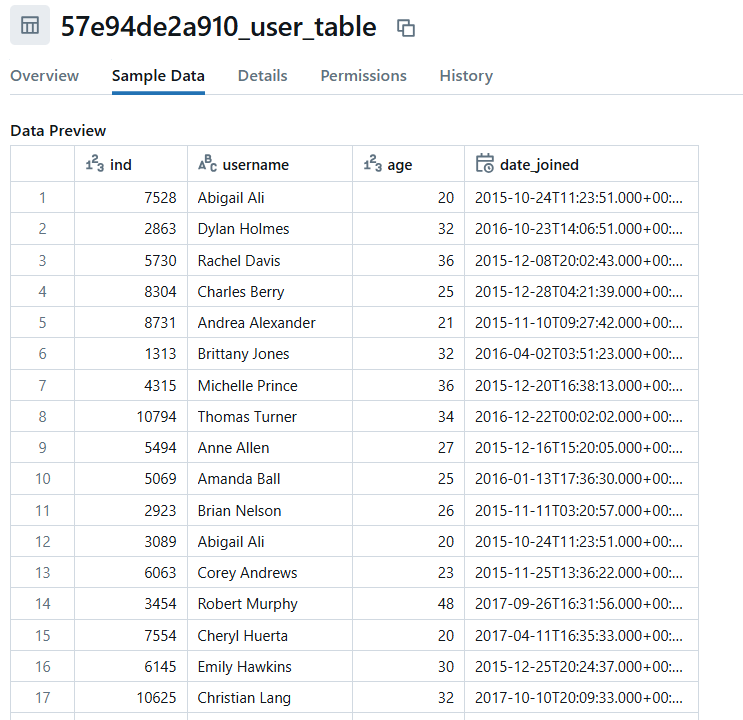 57e94de2a910_user_table
Overview Sample Data Details Permissions History
Data Preview
123 ind ABC username 123 age date_joined
1 7528 Abigail Ali 20 2015-10-24T11:23:51.000+00:...
2 2863 Dylan Holmes 32 2016-10-23T14:06:51.000+00:...
3 5730 Rachel Davis 36 2015-12-08T20:02:43.000+00:...
4 8304 Charles Berry 25 2015-12-28T04:21:39.000+00:...
5 8731 Andrea Alexander 21 2015-11-10T09:27:42.000+00:...
6 1313 Brittany Jones 32 2016-04-02T03:51:23.000+00:...
7 4315 Michelle Prince 36 2015-12-20T16:38:13.000+00:...
8 10794 Thomas Turner 34 2016-12-22T00:02:02.000+00:...
9 5494 Anne Allen 27 2015-12-16T15:20:05.000+00:...
10 5069 Amanda Ball 25 2016-01-13T17:36:30.000+00:...
11 2923 Brian Nelson 26 2015-11-11T03:20:57.000+00:...
12 3089 Abigail Ali 20 2015-10-24T11:23:51.000+00:...
13 6063 Corey Andrews 23 2015-11-25T13:36:22.000+00:...
14 3454 Robert Murphy 48 2017-09-26T16:31:56.000+00:...
15 7554 Cheryl Huerta 20 2017-04-11T16:35:33.000+00:...
16 6145 Emily Hawkins 30 2015-12-25T20:24:37.000+00:...
17 10625 Christian Lang 32 2017-10-10T20:09:33.000+00:...